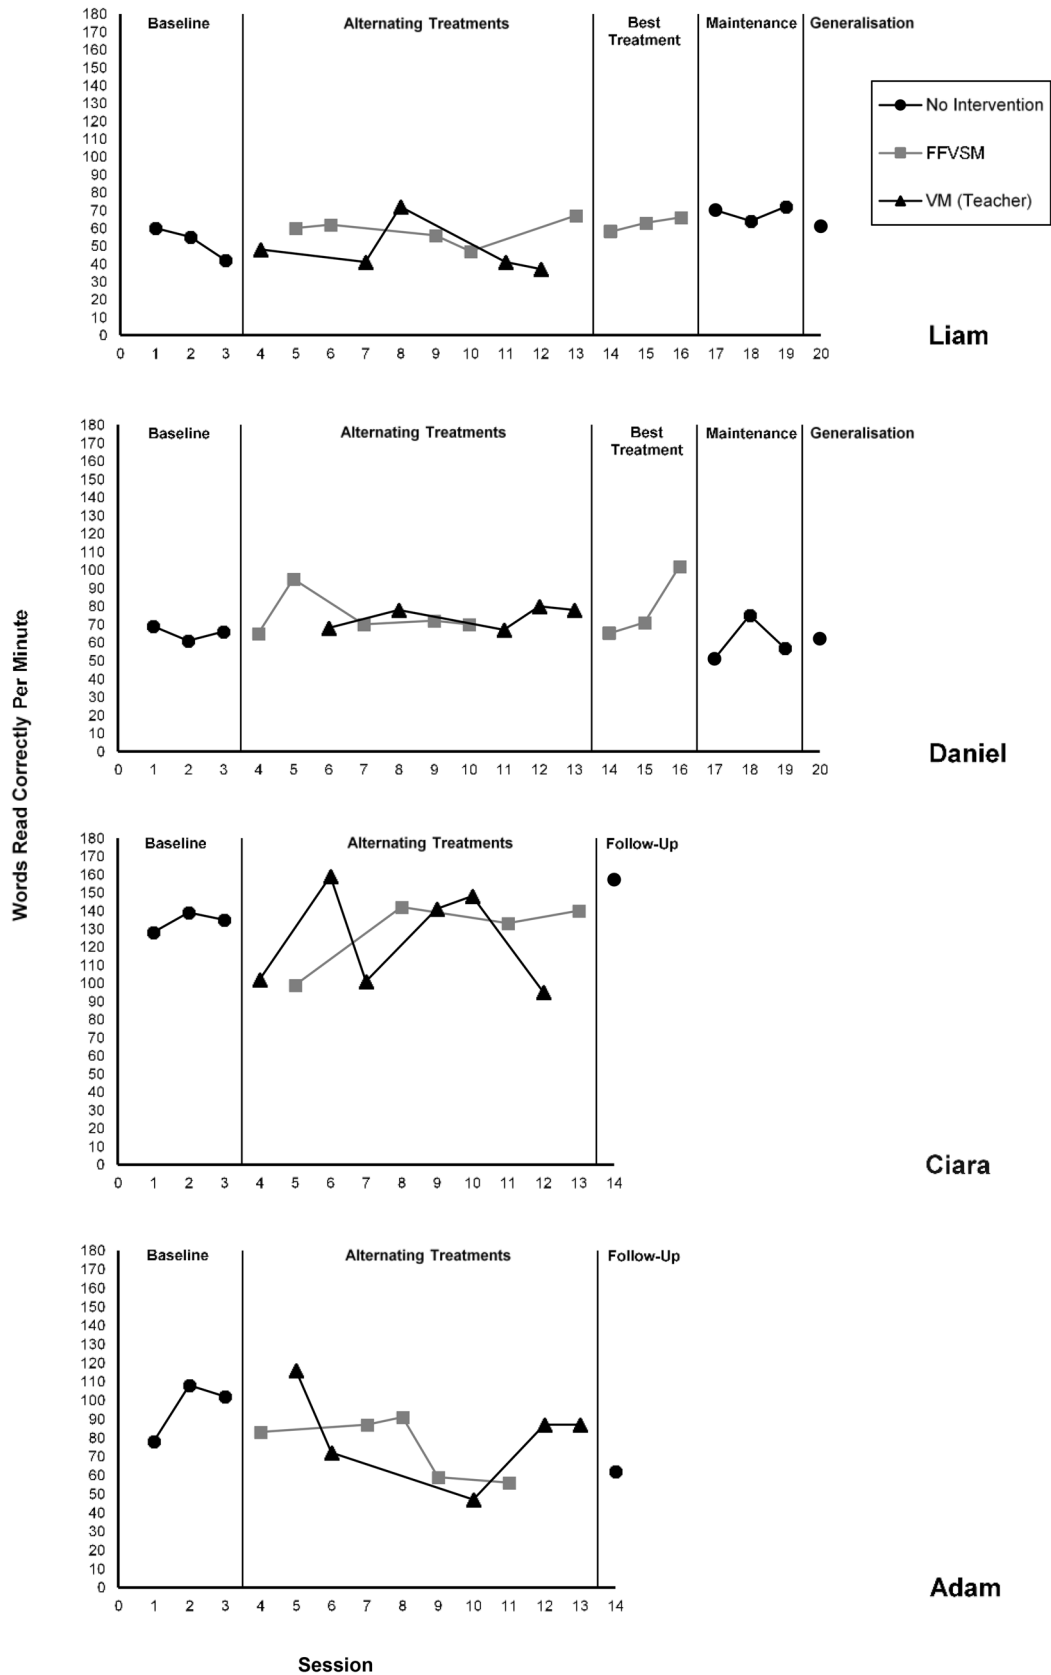 Words Read Correctly Per Minute
180
170
160
150
140
130
120
110
100
90
80
70
60
50
40
30
20
10
0
Baseline
Alternating Treatments
Best
Treatment
Maintenance
Generalisation
No Intervention
FFVSM
VM (Teacher)
Liam
0 1 2 3 4 5 6 7 8 9 10 11 12 13 14 15 16 17 18 19 20
180
170
160
150
140
130
120
110
100
90
80
70
60
50
40
30
20
10
0
Baseline
Alternating Treatments
Best
Treatment
Maintenance
Generalisation
Daniel
0 1 2 3 4 5 6 7 8 9 10 11 12 13 14 15 16 17 18 19 20
180
170
160
150
140
130
120
110
100
90
80
70
60
50
40
30
20
10
0
Baseline
Alternating Treatments
Follow-Up
Ciara
0 1 2 3 4 5 6 7 8 9 10 11 12 13 14
180
170
160
150
140
130
120
110
100
90
80
70
60
50
40
30
20
10
0
Baseline
Alternating Treatments
Follow-Up
Adam
0 1 2 3 4 5 6 7 8 9 10 11 12 13 14
Session